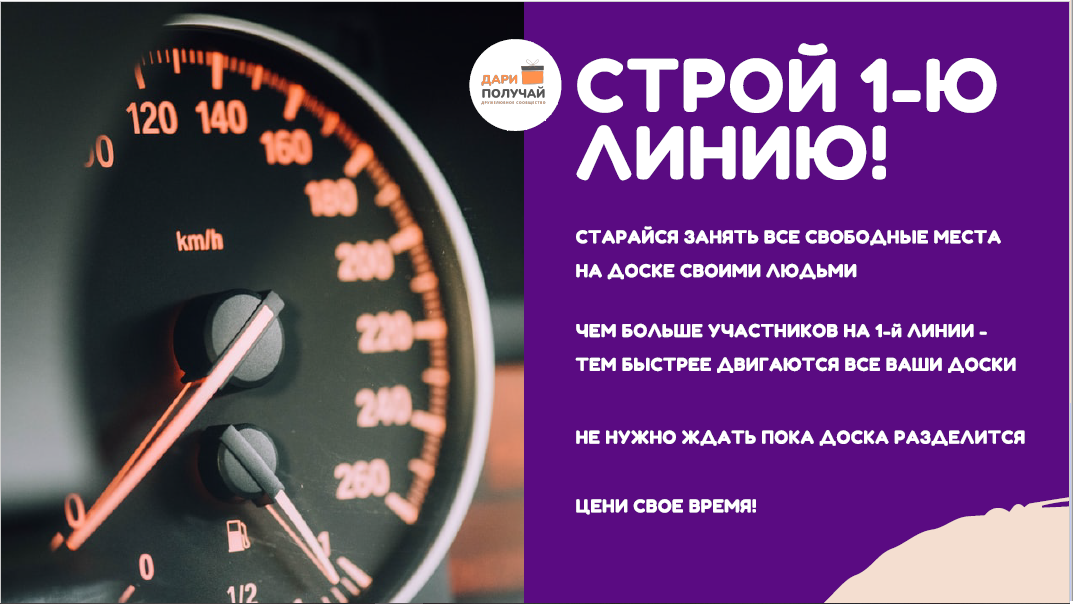 ДАРИ
ПОЛУЧАЙ
СТРОЙ 1-Ю
ЛИНИЮ!
СТАРАЙСЯ ЗАНЯТЬ ВСЕ СВОБОДНЫЕ МЕСТА
НА ДОСКЕ СВОИМИ ЛЮДЬМИ
ЧЕМ БОЛЬШЕ УЧАСТНИКОВ НА 1-й ЛИНИИ -
ТЕМ БЫСТРЕЕ ДВИГАЮТСЯ ВСЕ ВАШИ ДОСКИ
НЕ НУЖНО ЖДАТЬ ПОКА ДОСКА РАЗДЕЛИТСЯ
ЦЕНИ СВОЕ ВРЕМЯ!
120 140
160
180
200
220
240
260
km/h
0
0
1/2
1